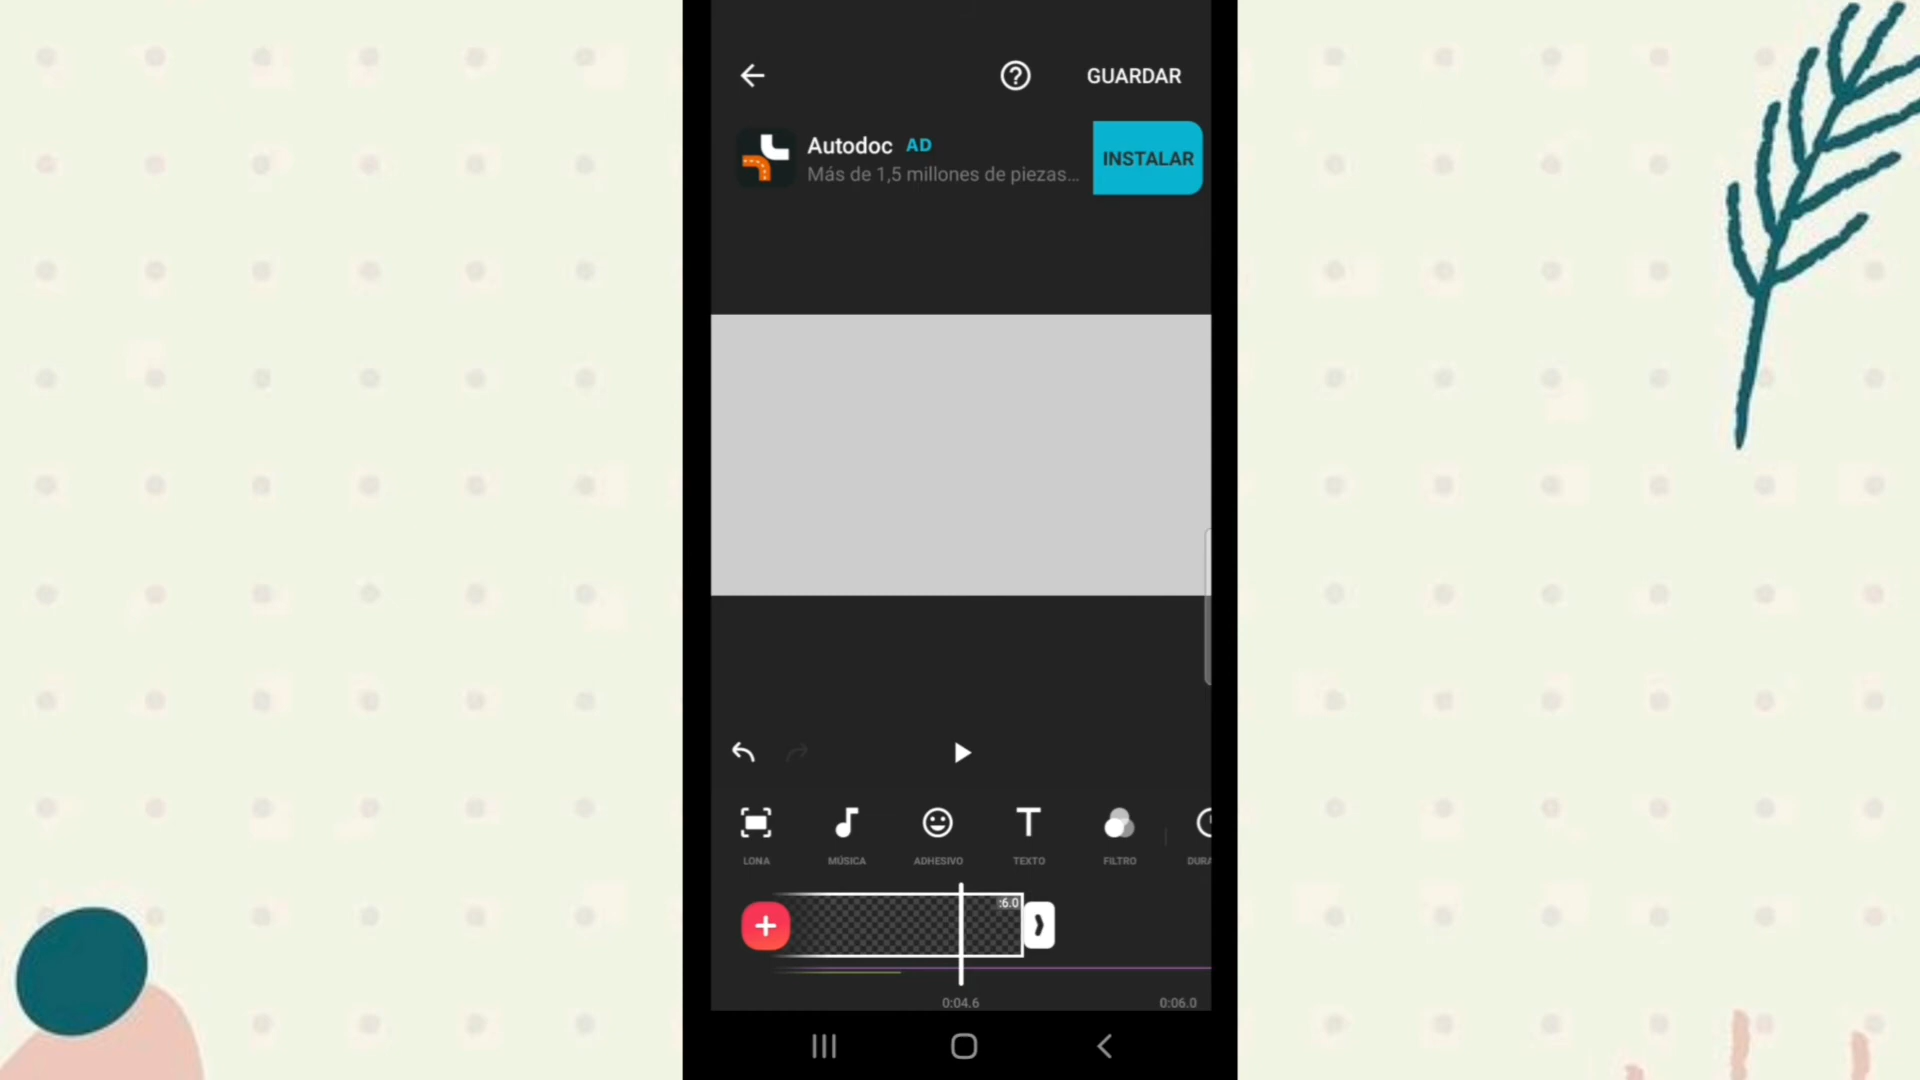 GUARDAR
Autodoc AD
Más de 1,5 millones de piezas...
INSTALAR
LONA
MÚSICA
ADHESIVO
TEXTO
FILTRO
DURA
:6.0
0:04.6
0:06.0